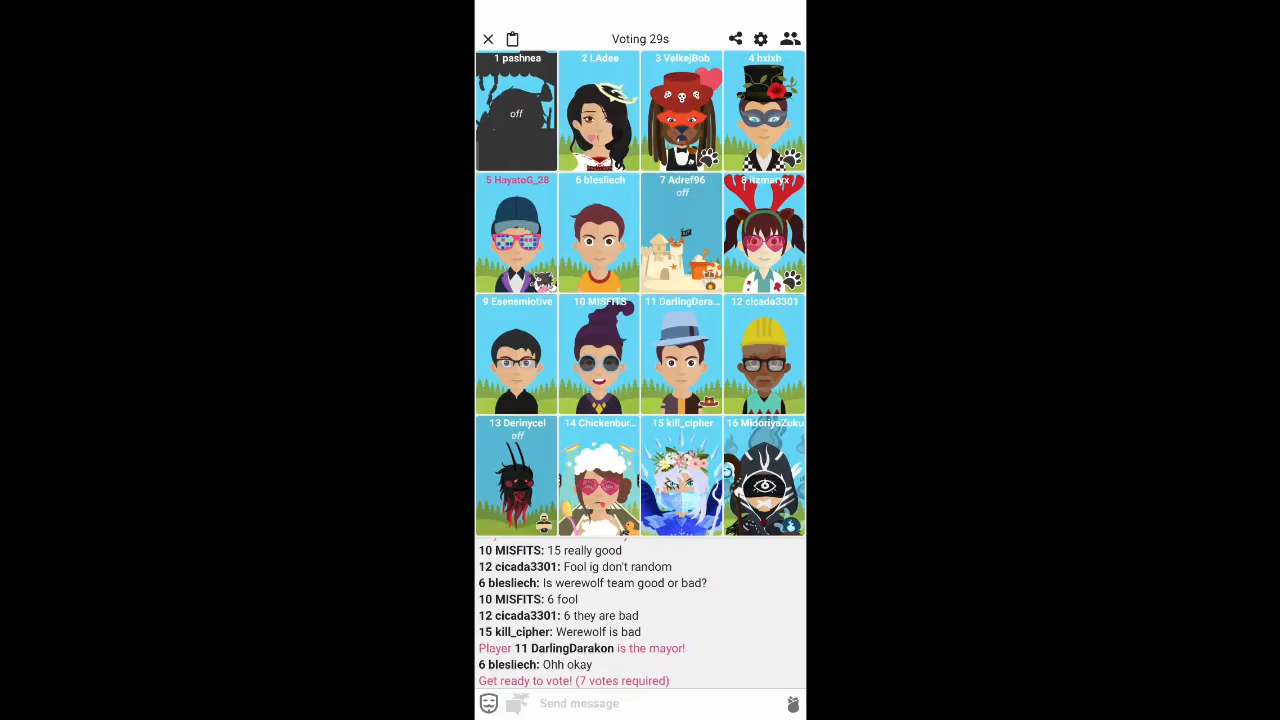 Voting 29s
1 pashnea
2 LAdee
3 VelkejBob
4 hxixh
off
5 HayatoG_28
6 blesliech
7 Adref96
8 itzmaryx
off
9 Esensmiotive
10 MISFITS
11 DarlingDara...
12 cicada3301
13 Derinycel
14 Chickenbur...
15 kill_cipher
16 MidoriyaZuku
off
10 MISFITS: 15 really good
12 cicada3301: Fool ig don't random
6 blesliech: Is werewolf team good or bad?
10 MISFITS: 6 fool
12 cicada3301: 6 they are bad
15 kill_cipher: Werewolf is bad
Player 11 DarlingDarakon is the mayor!
6 blesliech: Ohh okay
Get ready to vote! (7 votes required)
Send message